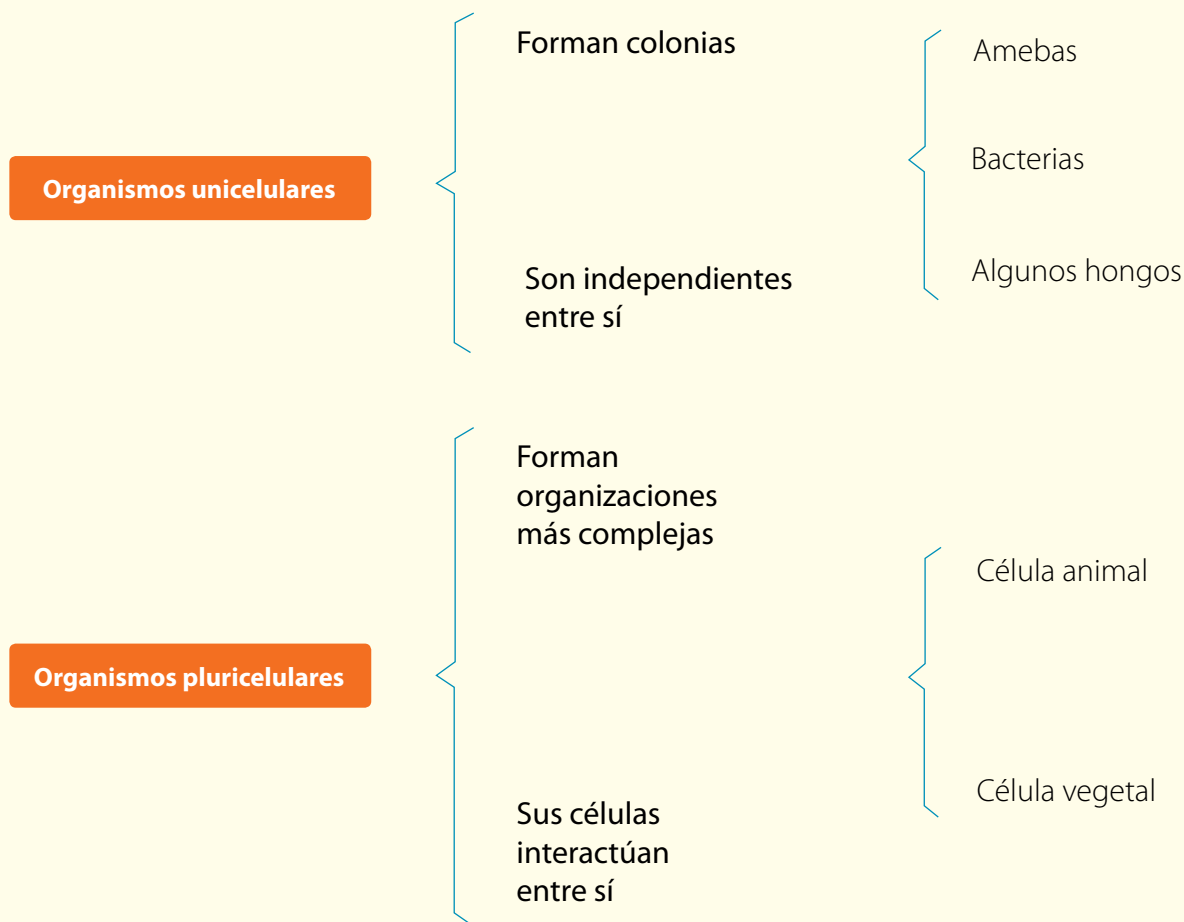 Forman colonias
Amebas
Organismos unicelulares
Bacterias
Son independientes
entre sí
Algunos hongos
Forman
organizaciones
más complejas
Célula animal
Organismos pluricelulares
Célula vegetal
Sus células
interactúan
entre sí